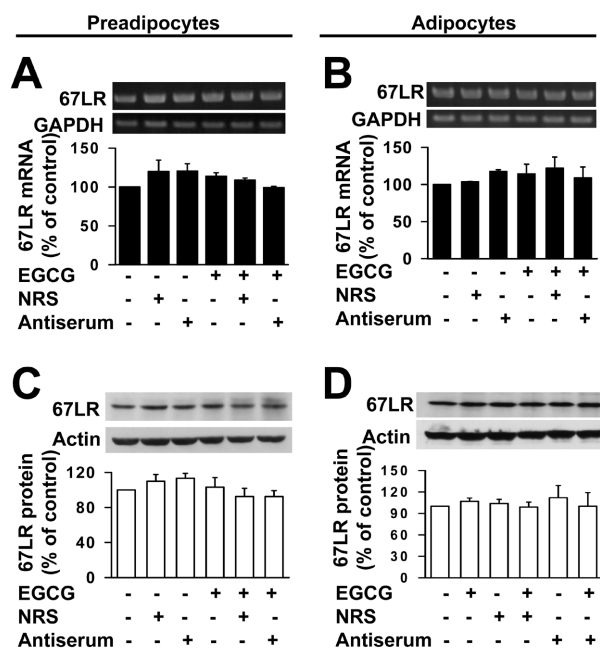 Preadipocytes
Adipocytes
A
67LR
GAPDH
67LR mRNA
(% of control)
150
100
50
0
EGCG - - - + + +
NRS - + - - + -
Antiserum - - + - - +
B
67LR
GAPDH
67LR mRNA
(% of control)
150
100
50
0
EGCG - - - + + +
NRS - + - - + -
Antiserum - - + - - +
C
67LR
Actin
67LR protein
(% of control)
120
80
40
0
EGCG - - - + + +
NRS - + - - + -
Antiserum - - + - - +
D
67LR
Actin
67LR protein
(% of control)
150
120
90
60
30
0
EGCG - + - + - +
NRS - - + + - -
Antiserum - - - - + +